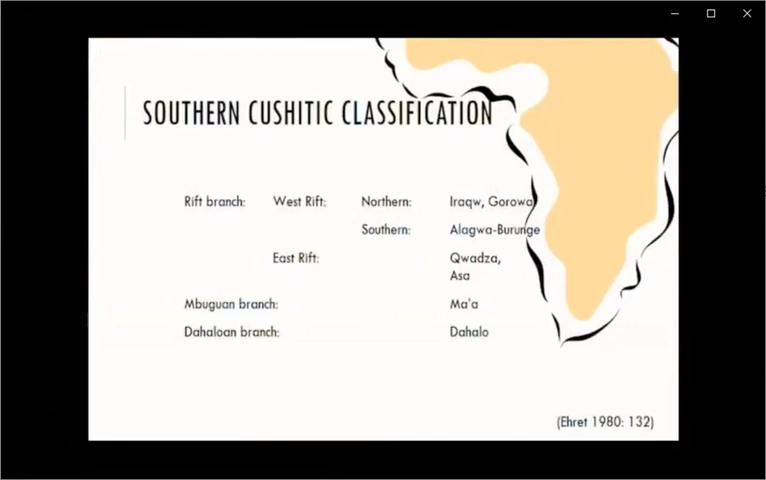 SOUTHERN CUSHITIC CLASSIFICATION
Rift branch: West Rift: Northern: Iraqw, Gorowa
Southern: Alagwa-Burunge
East Rift: Qwadza,
Asa
Mbuguan branch: Ma'a
Dahaloan branch: Dahalo
(Ehret 1980: 132)